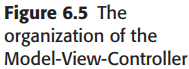 Figure 6.5 The
organization of the
Model-View-Controller